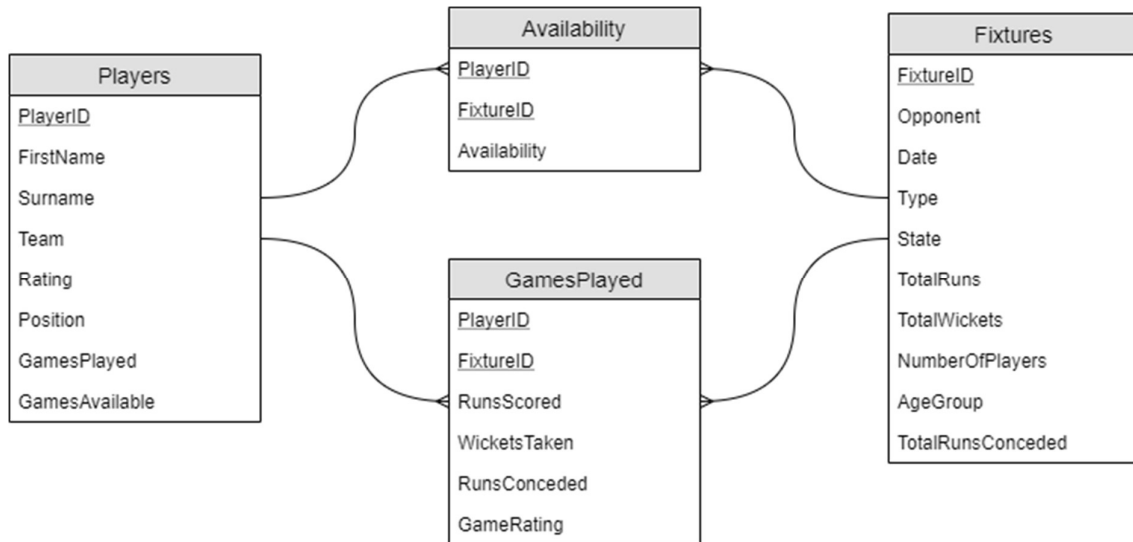 Players
PlayerID
FirstName
Surname
Team
Rating
Position
GamesPlayed
GamesAvailable
Availability
PlayerID
FixtureID
Availability
GamesPlayed
PlayerID
FixtureID
RunsScored
WicketsTaken
RunsConceded
GameRating
Fixtures
FixtureID
Opponent
Date
Type
State
TotalRuns
TotalWickets
NumberOfPlayers
AgeGroup
TotalRunsConceded